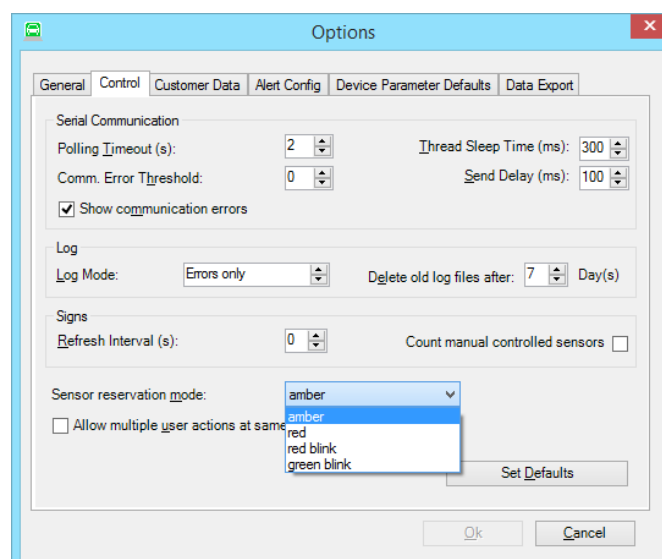 Options
General Control Customer Data Alert Config Device Parameter Defaults Data Export
Serial Communication
Polling Timeout (s): 2 Thread Sleep Time (ms): 300
Comm. Error Threshold: 0 Send Delay (ms): 100
Show communication errors
Log
Log Mode: Errors only Delete old log files after: 7 Day(s)
Signs
Refresh Interval (s): 0 Count manual controlled sensors
Sensor reservation mode: amber
Allow multiple user actions at same
amber
red
red blink
green blink
Set Defaults
Ok Cancel